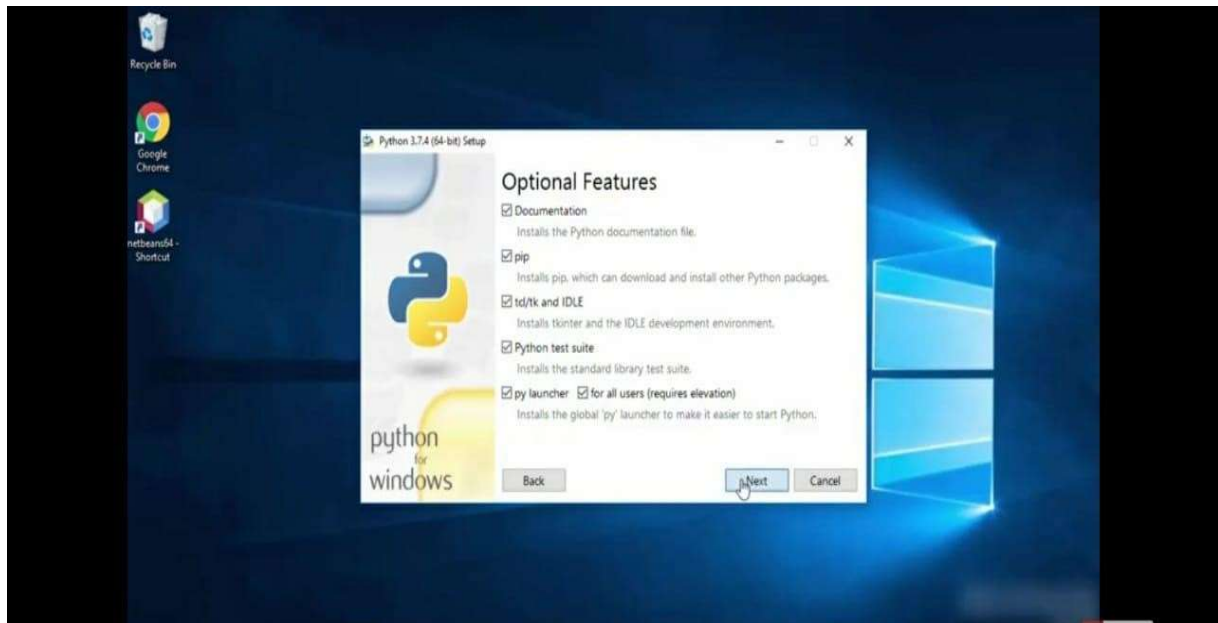 Recycle Bin
Google
Chrome
netbeans64 -
Shortcut
Python 3.7.4 (64-bit) Setup
Optional Features
Documentation
Installs the Python documentation file.
pip
Installs pip, which can download and install other Python packages.
tcl/tk and IDLE
Installs tkinter and the IDLE development environment.
Python test suite
Installs the standard library test suite.
py launcher for all users (requires elevation)
Installs the global 'py' launcher to make it easier to start Python.
python
for
windows
Back Next Cancel